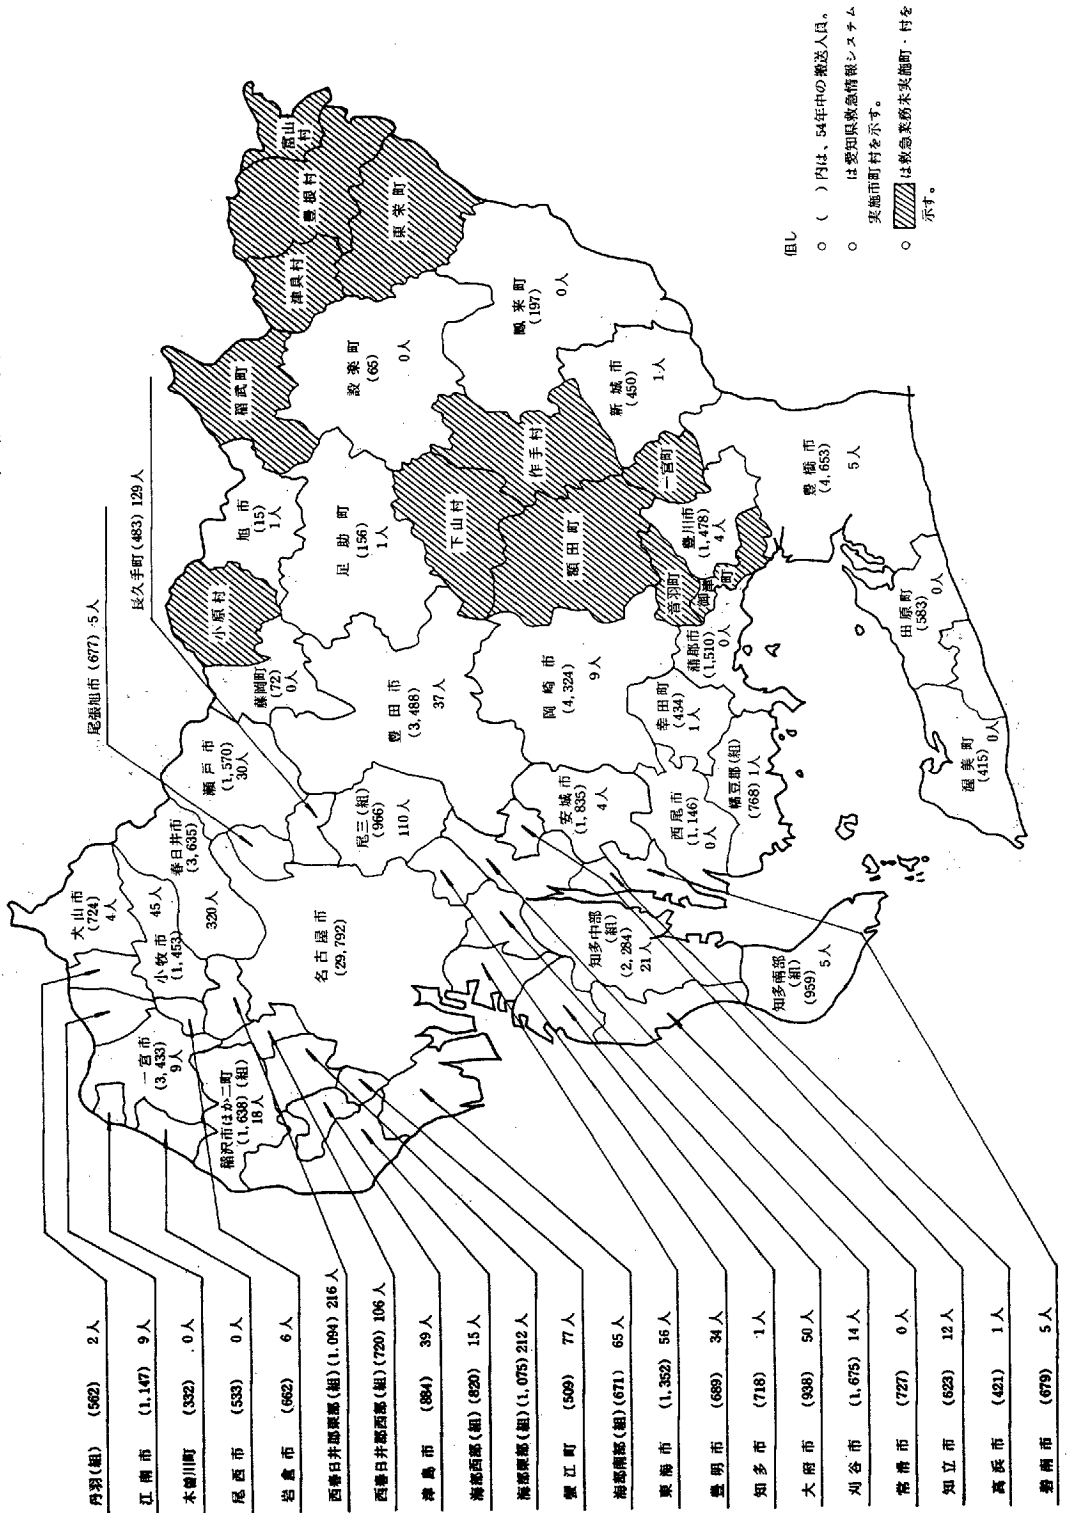 尾張旭市(677) 5人
長久手町(483) 129人
富山村
豊根村
東栄町
津具村
稲武町
設楽町
(65)
0人
鳳来町
(197)
0人
新城市
(450)
1人
作手村
一宮町
下山村
額田町
旭市
(15)
1人
足助町
(156)
1人
小原村
藤岡町
(72)
0人
豊田市
(3,488)
37人
岡崎市
(4,324)
9人
音羽町
御津町
豊川市
(1,478)
4人
豊橋市
(4,653)
5人
蒲郡市
(1,510)
0人
幸田町
(434)
1人
幡豆郡(組)
(768) 1人
西尾市
(1,146)
0人
安城市
(1,835)
4人
田原町
(583)
0人
渥美町
(415)
0人
瀬戸市
(1,570)
30人
尾三(組)
(966)
110人
春日井市
(3,635)
320人
犬山市
(724)
4人
小牧市
(1,453)
45人
名古屋市
(29,792)
一宮市
(3,433)
9人
稲沢市ほか二町(組)
(1,638)
18人
知多中部
(組)
(2,284)
21人
知多南部
(組)
(959)
5人
但し
○ ( )内は、54年中の搬送人員。
○ は愛知県救急情報システム
実施市町村を示す。
○ は救急業務未実施町・村を
示す。
丹羽(組) (562) 2人
江南市 (1,147) 9人
木曽川町 (332) 0人
尾西市 (533) 0人
岩倉市 (662) 6人
西春日井郡東部(組)(1,094) 216人
西春日井郡西部(組)(720) 106人
津島市 (884) 39人
海部西部(組)(820) 15人
海部東部(組)(1,075) 212人
蟹江町 (509) 77人
海部南部(組)(671) 65人
東海市 (1,352) 56人
豊明市 (689) 34人
知多市 (718) 1人
大府市 (938) 50人
刈谷市 (1,675) 14人
常滑市 (727) 0人
知立市 (623) 12人
高浜市 (421) 1人
碧南市 (679) 5人